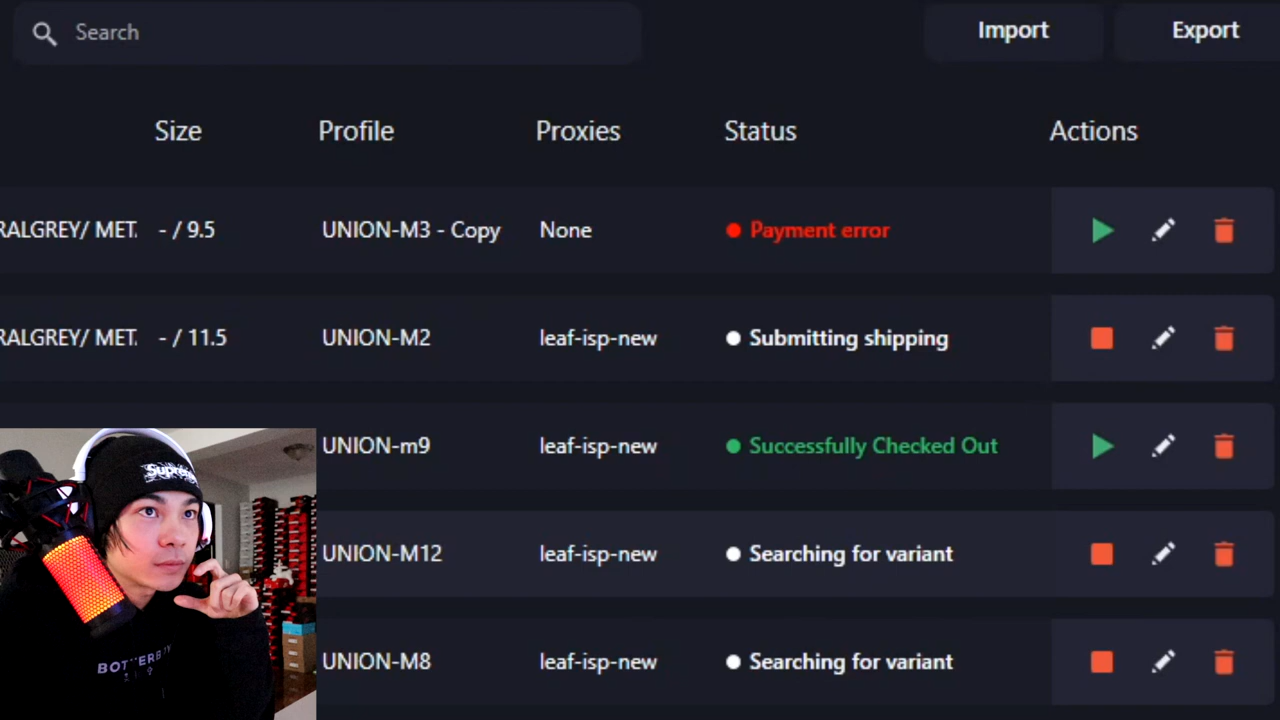 Search
Import
Export
Size
Profile
Proxies
Status
Actions
RALGREY/ MET. - / 9.5 UNION-M3 - Copy None Payment error
RALGREY/ MET. - / 11.5 UNION-M2 leaf-isp-new Submitting shipping
UNION-m9 leaf-isp-new Successfully Checked Out
UNION-M12 leaf-isp-new Searching for variant
UNION-M8 leaf-isp-new Searching for variant